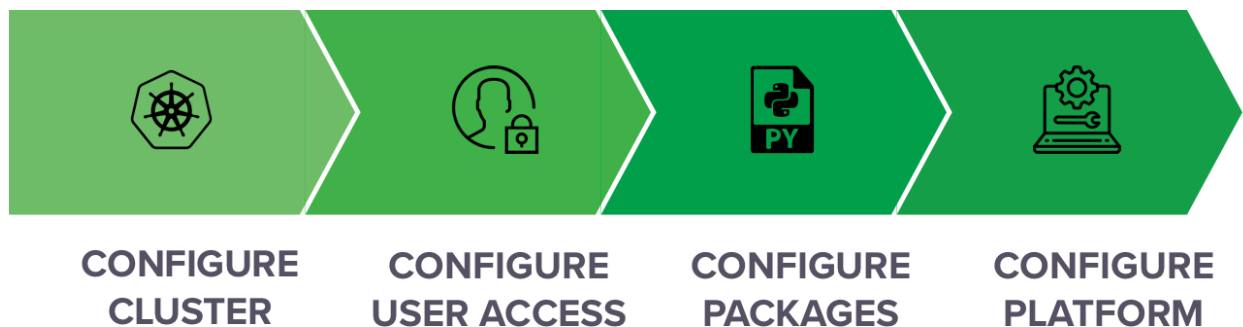 PY
CONFIGURE
CLUSTER
CONFIGURE
USER ACCESS
CONFIGURE
PACKAGES
CONFIGURE
PLATFORM